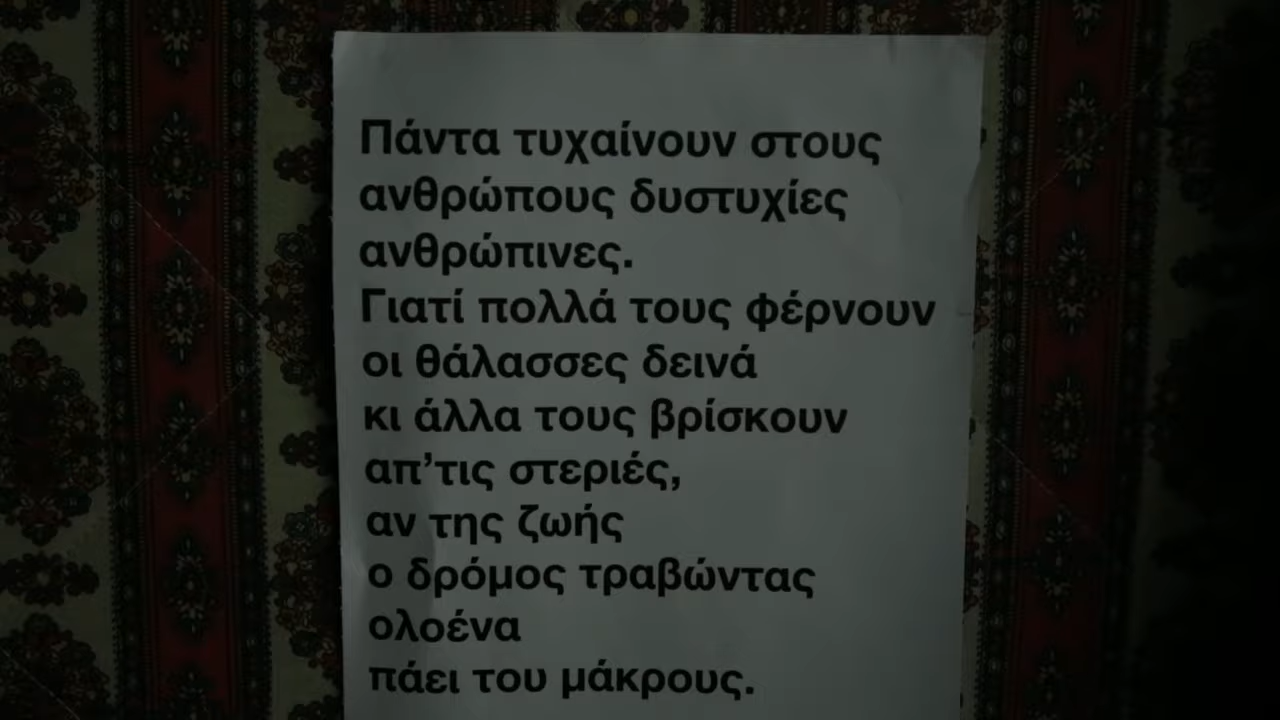 Πάντα τυχαίνουν στους
ανθρώπους δυστυχίες
ανθρώπινες.
Γιατί πολλά τους φέρνουν
οι θάλασσες δεινά
κι άλλα τους βρίσκουν
απ’τις στεριές,
αν της ζωής
ο δρόμος τραβώντας
ολοένα
πάει του μάκρους.